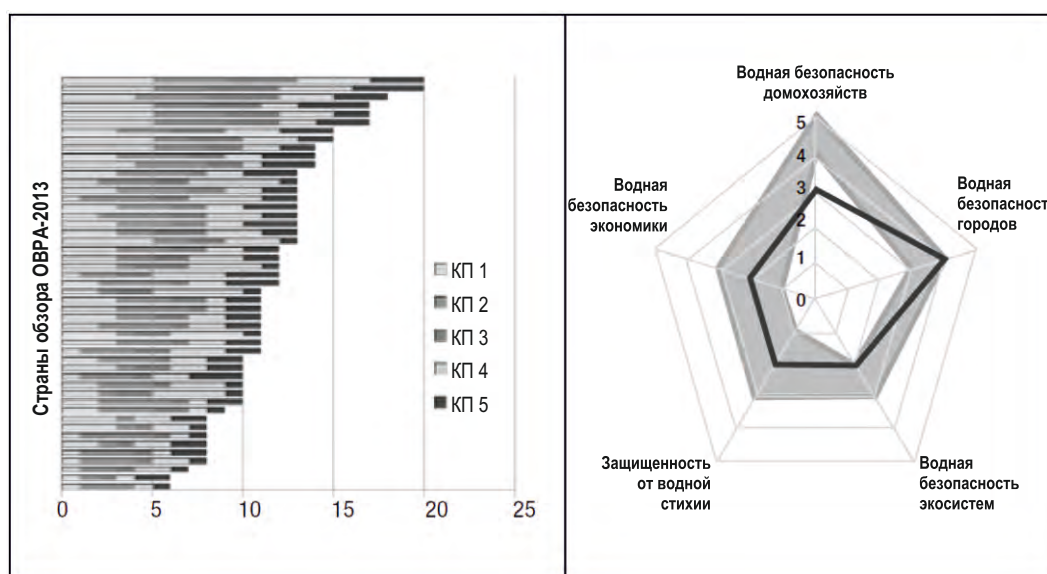 Страны обзора ОВРА-2013
КП 1
КП 2
КП 3
КП 4
КП 5
0 5 10 15 20 25
Водная безопасность
домохозяйств
Водная
безопасност
городов
Водная
безопасность
экосистем
Защищенность
от водной
стихии
Водная
безопасность
экономики
5
4
3
2
1
0